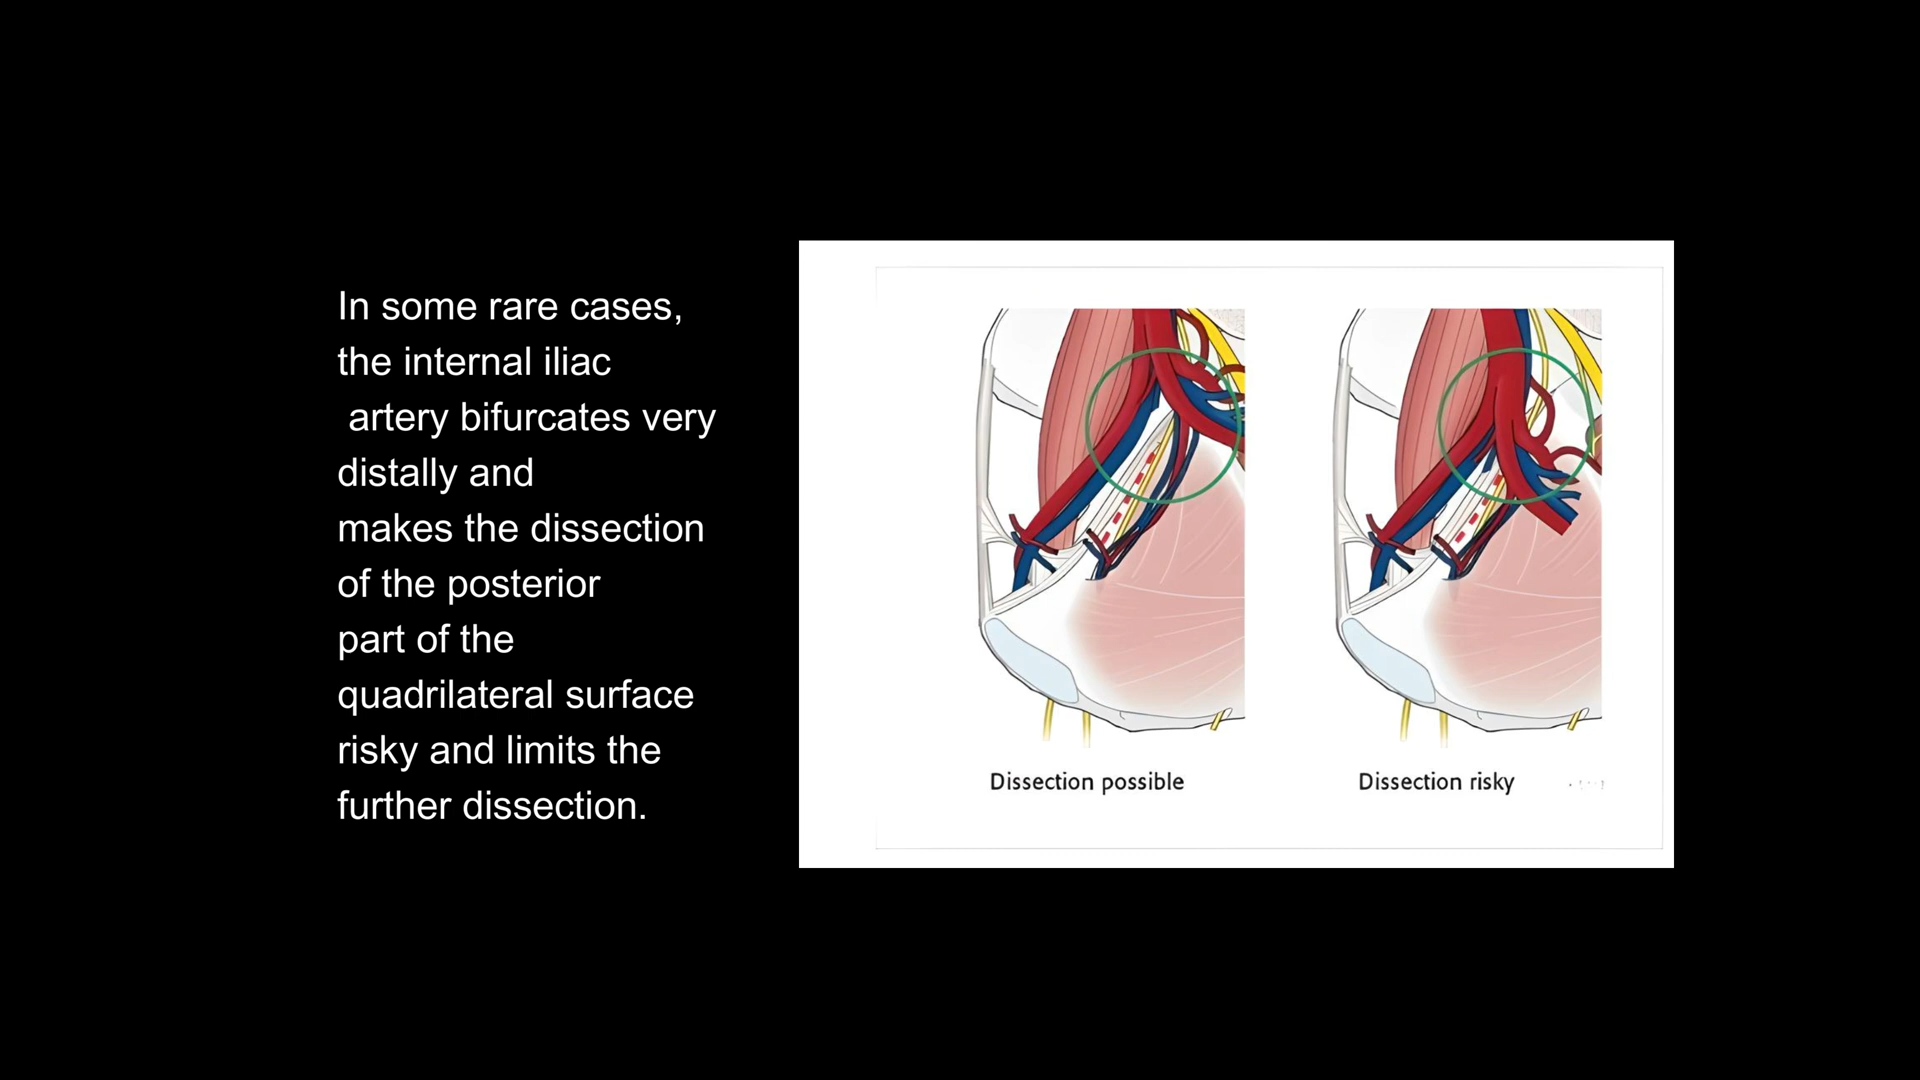 In some rare cases,
the internal iliac
artery bifurcates very
distally and
makes the dissection
of the posterior
part of the
quadrilateral surface
risky and limits the
further dissection.
Dissection possible
Dissection risky